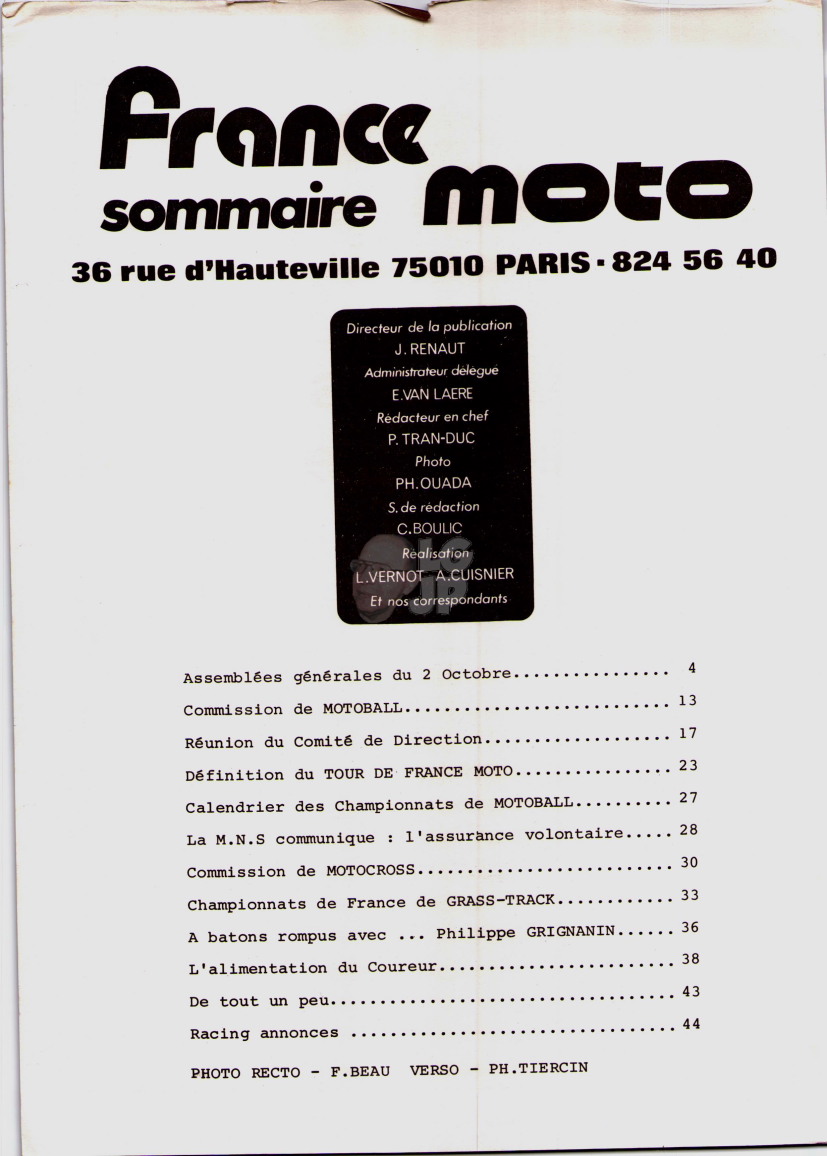 france
sommaire moto
36 rue d'Hauteville 75010 PARIS · 824 56 40
Directeur de la publication
J. RENAUT
Administrateur délégué
E.VAN LAERE
Rédacteur en chef
P. TRAN-DUC
Photo
PH.OUADA
S. de rédaction
C.BOULIC
Réalisation
L.VERNOT A.CUISNIER
Et nos correspondants
LG
JP
Assemblées générales du 2 Octobre................ 4
Commission de MOTOBALL........................... 13
Réunion du Comité de Direction................... 17
Définition du TOUR DE FRANCE MOTO................ 23
Calendrier des Championnats de MOTOBALL.......... 27
La M.N.S communique : l'assurance volontaire..... 28
Commission de MOTOCROSS.......................... 30
Championnats de France de GRASS-TRACK............ 33
A batons rompus avec ... Philippe GRIGNANIN...... 36
L'alimentation du Coureur........................ 38
De tout un peu................................... 43
Racing annonces ................................. 44
PHOTO RECTO - F.BEAU VERSO - PH.TIERCIN